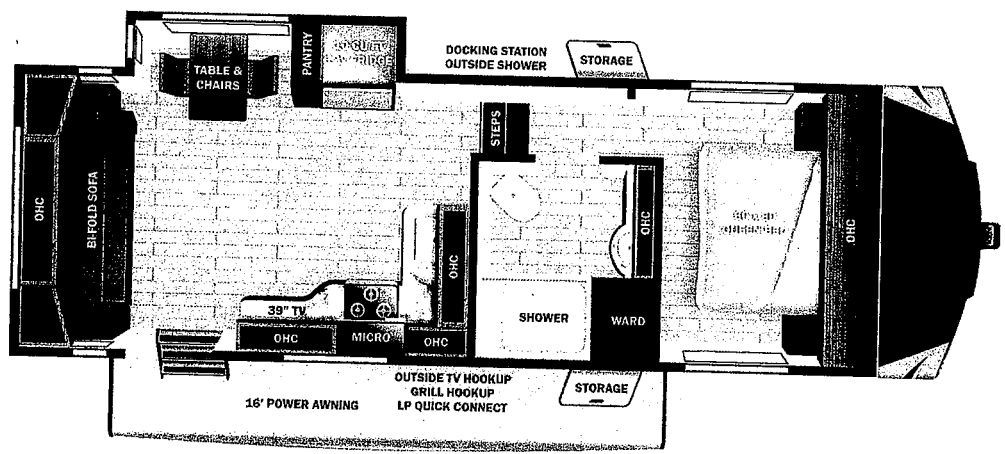 DOCKING STATION
OUTSIDE SHOWER
STORAGE
PANTRY
TABLE &
CHAIRS
STEPS
OHC
BI-FOLD SOFA
OHC
OHC
OHC
39" TV
OHC
MICRO
OHC
SHOWER
WARD
OUTSIDE TV HOOKUP
GRILL HOOKUP
LP QUICK CONNECT
16' POWER AWNING
STORAGE